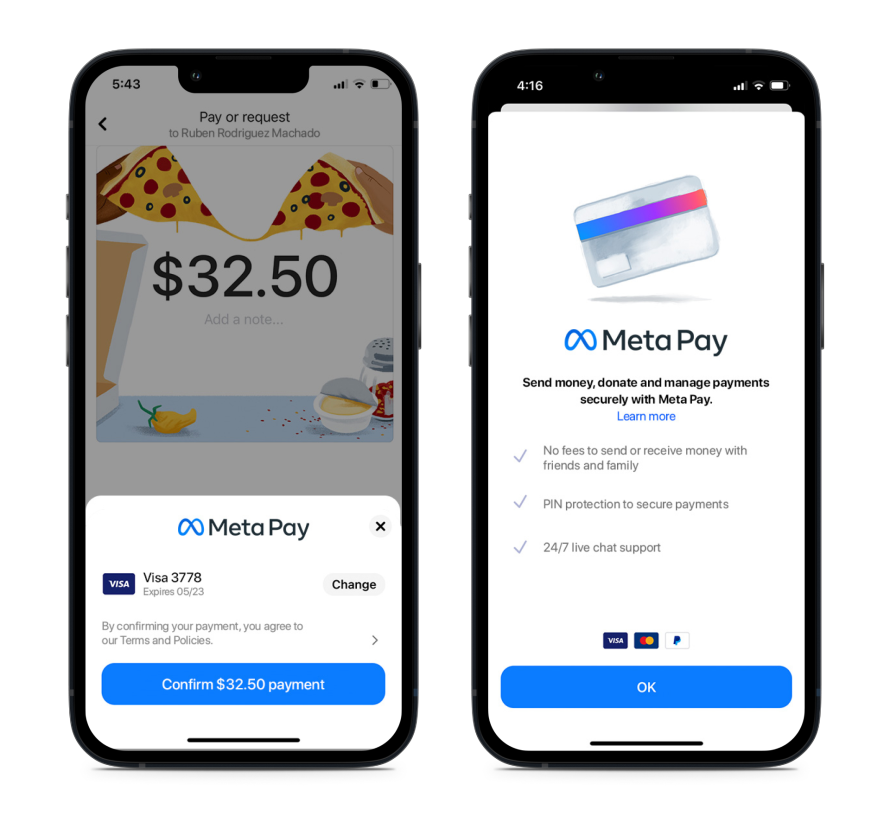 5:43
Pay or request
to Ruben Rodriguez Machado
$32.50
Add a note...
Meta Pay
VISA
Visa 3778
Expires 05/23
Change
By confirming your payment, you agree to
our Terms and Policies.
Confirm $32.50 payment
4:16
Meta Pay
Send money, donate and manage payments
securely with Meta Pay.
Learn more
No fees to send or receive money with
friends and family
PIN protection to secure payments
24/7 live chat support
VISA
OK